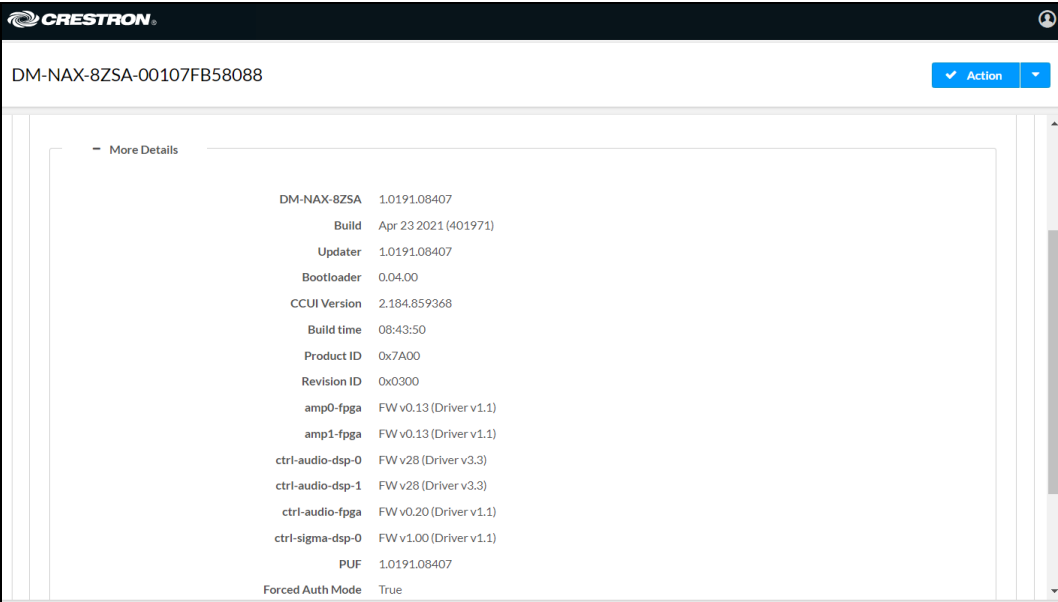 CRESTRON®
DM-NAX-8ZSA-00107FB58088
Action
More Details
DM-NAX-8ZSA 1.0191.08407
Build Apr 23 2021 (401971)
Updater 1.0191.08407
Bootloader 0.04.00
CCUI Version 2.184.859368
Build time 08:43:50
Product ID 0x7A00
Revision ID 0x0300
amp0-fpga FW v0.13 (Driver v1.1)
amp1-fpga FW v0.13 (Driver v1.1)
ctrl-audio-dsp-0 FW v28 (Driver v3.3)
ctrl-audio-dsp-1 FW v28 (Driver v3.3)
ctrl-audio-fpga FW v0.20 (Driver v1.1)
ctrl-sigma-dsp-0 FW v1.00 (Driver v1.1)
PUF 1.0191.08407
Forced Auth Mode True